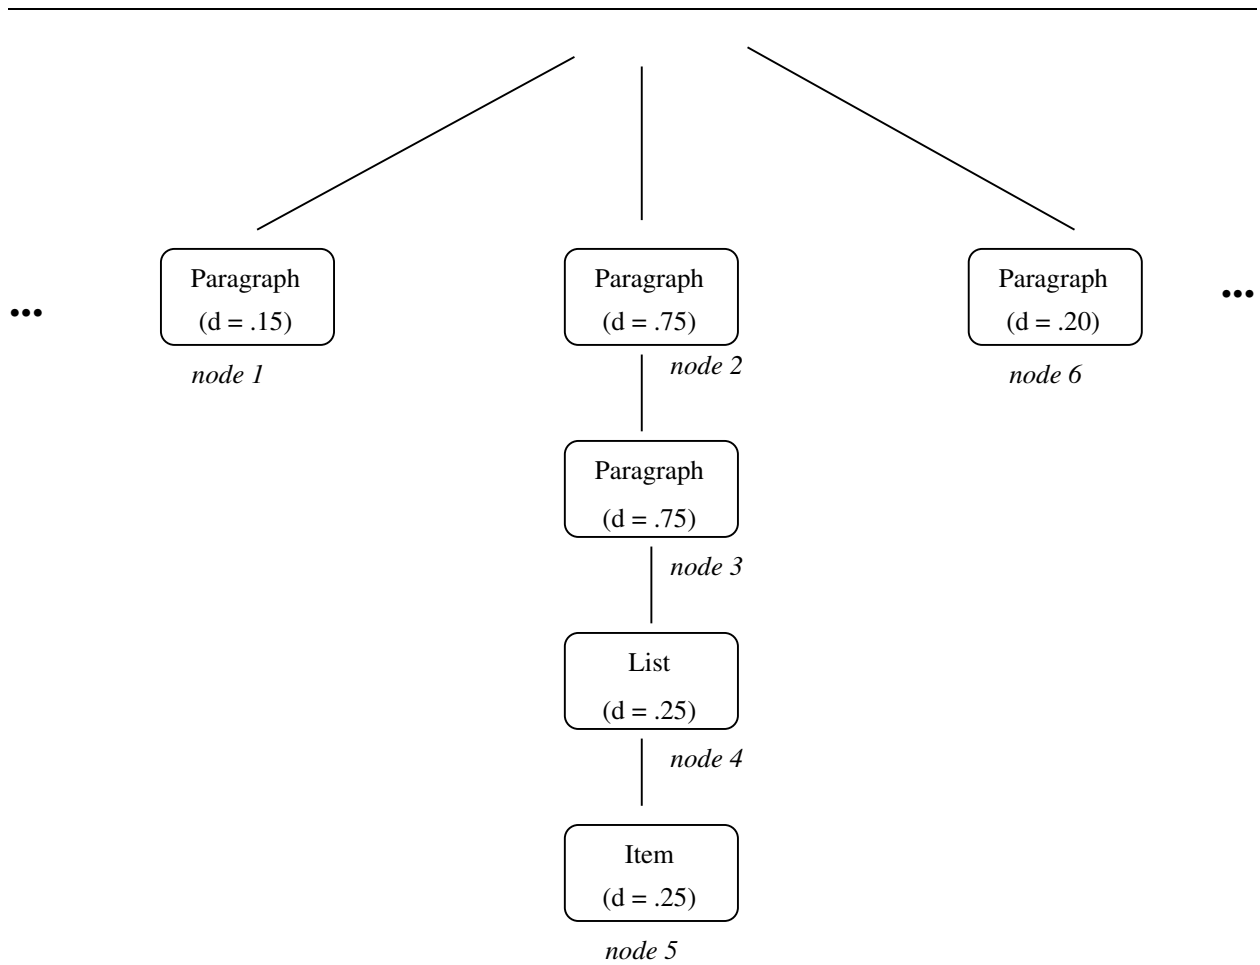 Paragraph
(d = .15)
node 1
Paragraph
(d = .75)
node 2
Paragraph
(d = .20)
node 6
•••
•••
Paragraph
(d = .75)
node 3
List
(d = .25)
node 4
Item
(d = .25)
node 5